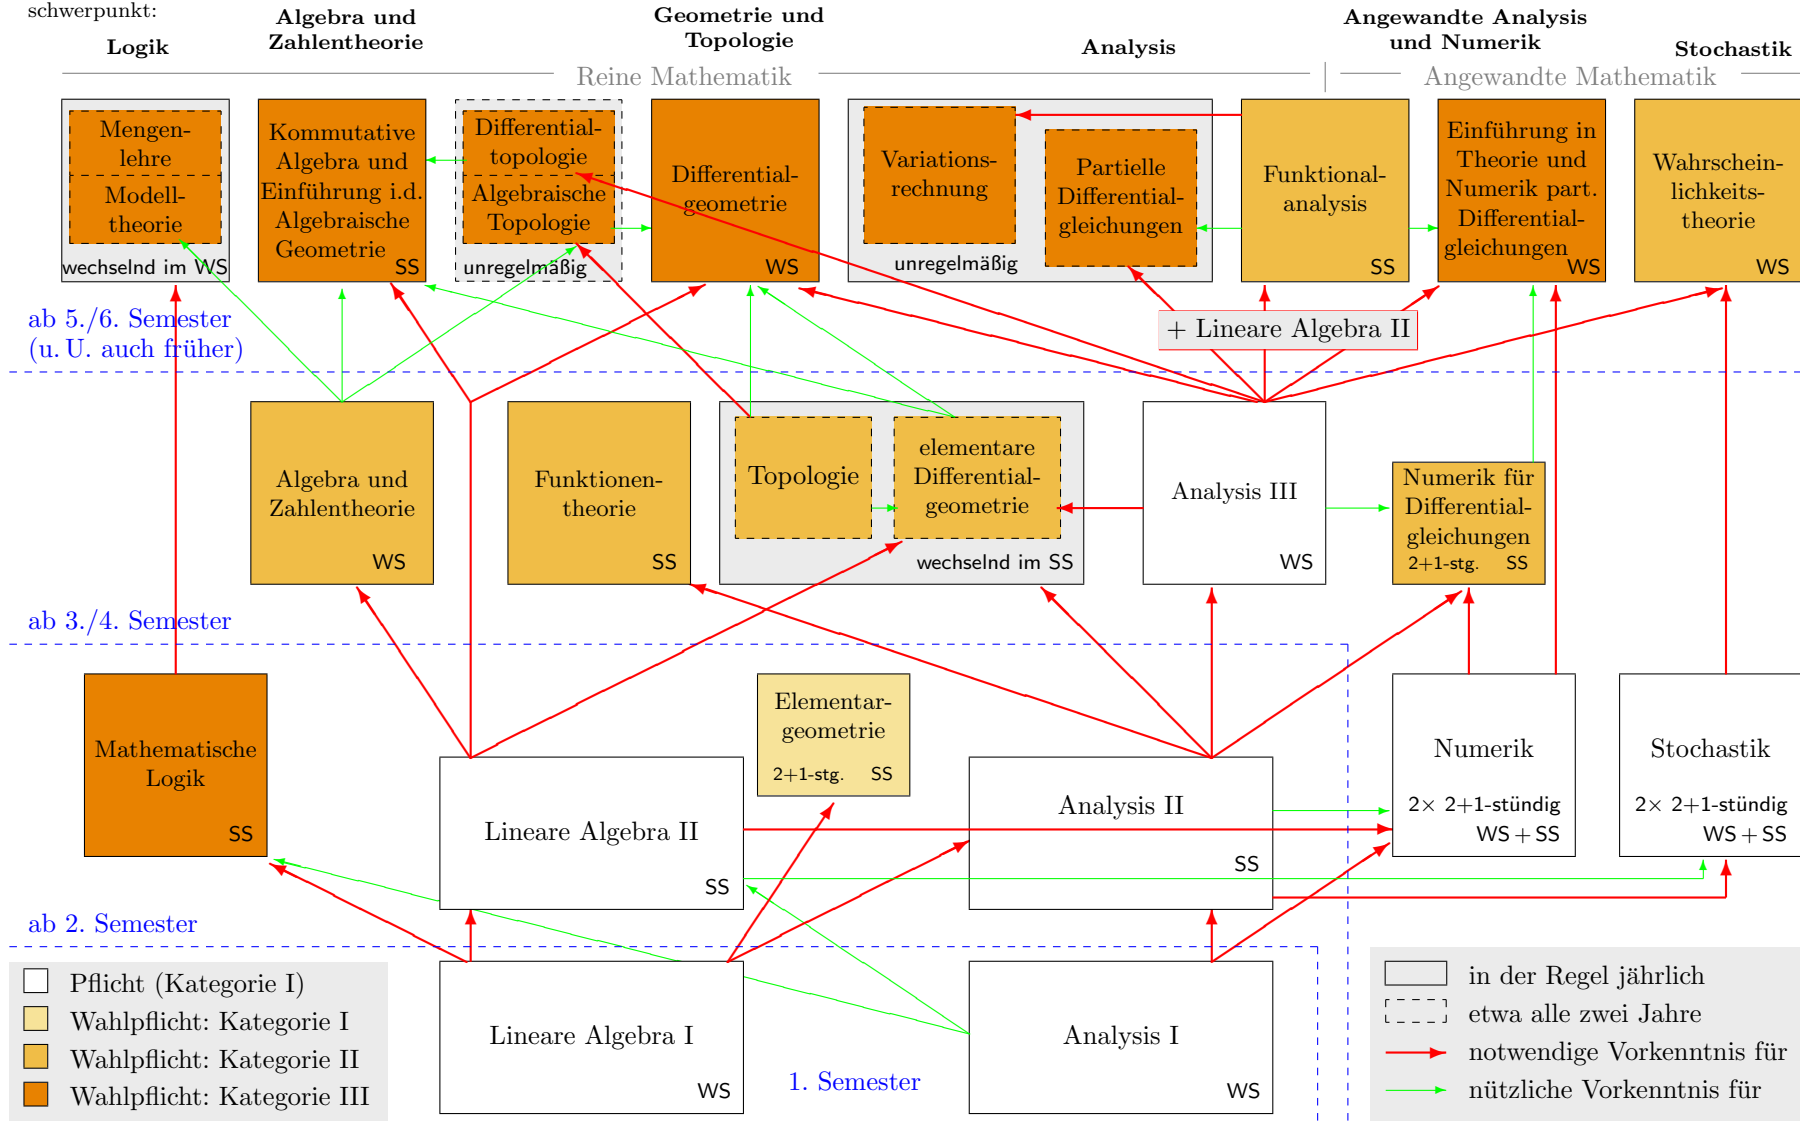 schwerpunkt:
Logik
Algebra und
Zahlentheorie
Geometrie und
Topologie
Analysis
Angewandte Analysis
und Numerik
Stochastik
Reine Mathematik
Angewandte Mathematik
Mengen-
lehre
Modell-
theorie
wechselnd im WS
Kommutative
Algebra und
Einführung i.d.
Algebraische
Geometrie
SS
Differential-
topologie
Algebraische
Topologie
unregelmäßig
Differential-
geometrie
WS
Variations-
rechnung
Partielle
Differential-
gleichungen
unregelmäßig
Funktional-
analysis
SS
Einführung in
Theorie und
Numerik part.
Differential-
gleichungen
WS
Wahrschein-
lichkeits-
theorie
WS
+ Lineare Algebra II
ab 5./6. Semester
(u. U. auch früher)
Algebra und
Zahlentheorie
WS
Funktionen-
theorie
SS
Topologie
elementare
Differential-
geometrie
wechselnd im SS
Analysis III
WS
Numerik für
Differential-
gleichungen
2+1-stg. SS
ab 3./4. Semester
Mathematische
Logik
SS
Lineare Algebra II
SS
Elementar-
geometrie
2+1-stg. SS
Analysis II
SS
Numerik
2× 2+1-stündig
WS + SS
Stochastik
2× 2+1-stündig
WS + SS
ab 2. Semester
Lineare Algebra I
WS
1. Semester
Analysis I
WS
Pflicht (Kategorie I)
Wahlpflicht: Kategorie I
Wahlpflicht: Kategorie II
Wahlpflicht: Kategorie III
in der Regel jährlich
etwa alle zwei Jahre
notwendige Vorkenntnis für
nützliche Vorkenntnis für